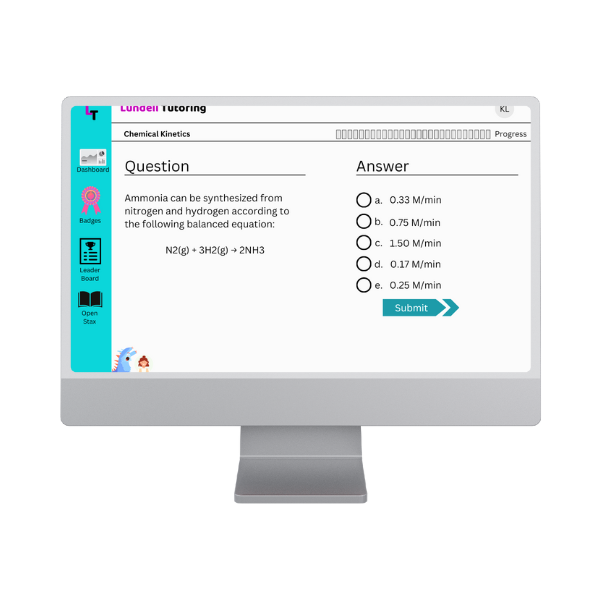 LT
Lundell Tutoring
KL
Chemical Kinetics
Progress
Dashboard
Badges
Leader
Board
Open
Stax
Question
Ammonia can be synthesized from
nitrogen and hydrogen according to
the following balanced equation:
N2(g) + 3H2(g) → 2NH3
Answer
a. 0.33 M/min
b. 0.75 M/min
c. 1.50 M/min
d. 0.17 M/min
e. 0.25 M/min
Submit